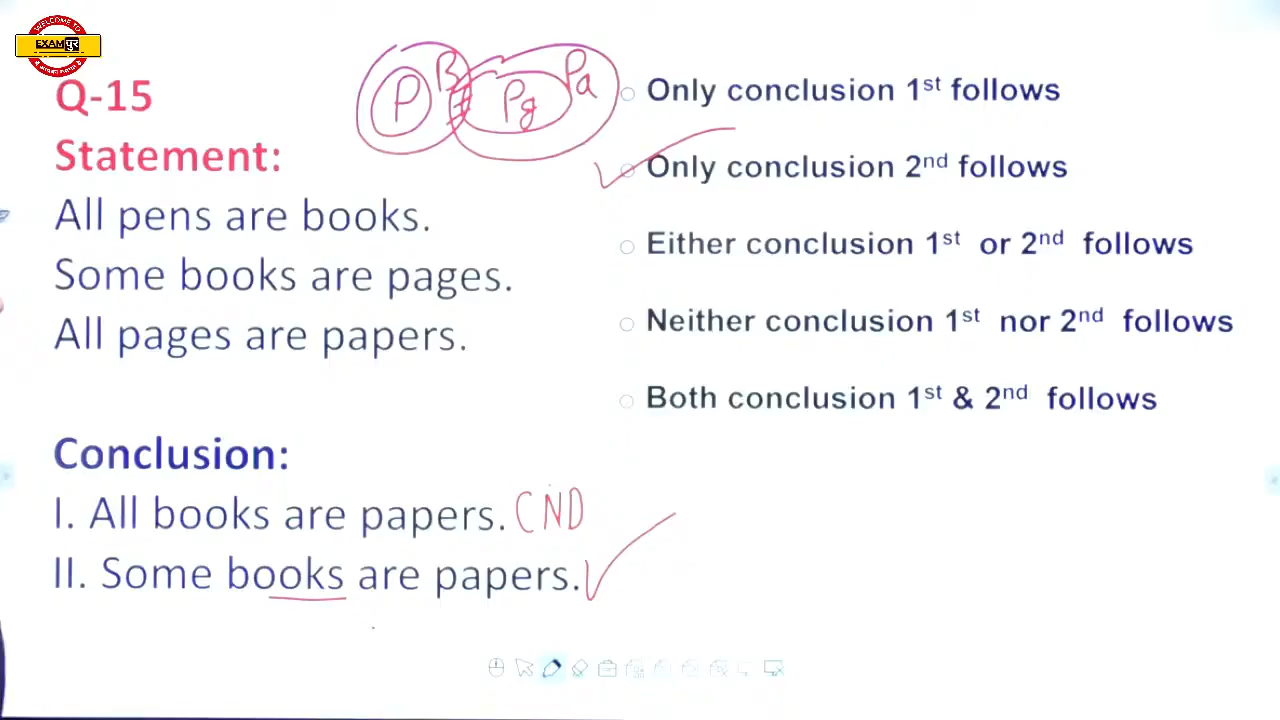 WELCOME TO
EXAM पुर
Q-15
Statement:
All pens are books.
Some books are pages.
All pages are papers.
Conclusion:
I. All books are papers. CND
II. Some books are papers.
P B Pg Pa
Only conclusion 1st follows
Only conclusion 2nd follows
Either conclusion 1st or 2nd follows
Neither conclusion 1st nor 2nd follows
Both conclusion 1st & 2nd follows